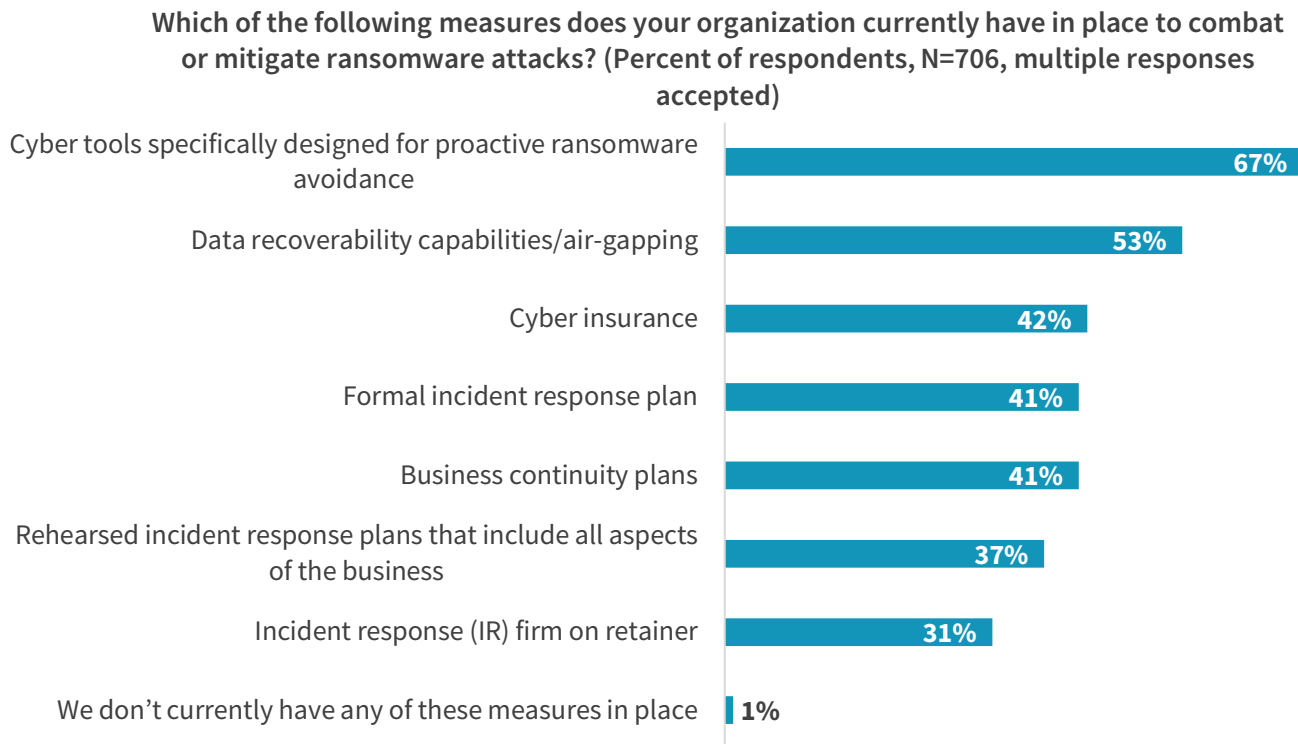 Which of the following measures does your organization currently have in place to combat
or mitigate ransomware attacks? (Percent of respondents, N=706, multiple responses
accepted)
Cyber tools specifically designed for proactive ransomware
avoidance
67%
Data recoverability capabilities/air-gapping
53%
Cyber insurance
42%
Formal incident response plan
41%
Business continuity plans
41%
Rehearsed incident response plans that include all aspects
of the business
37%
Incident response (IR) firm on retainer
31%
We don’t currently have any of these measures in place
1%